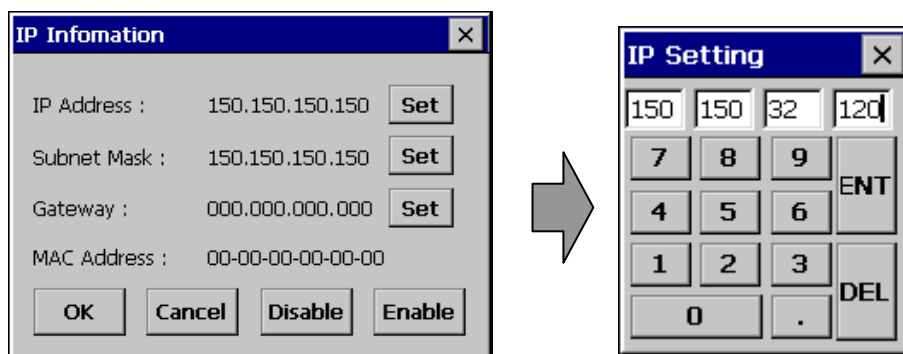 IP Infomation
IP Address : 150.150.150.150 Set
Subnet Mask : 150.150.150.150 Set
Gateway : 000.000.000.000 Set
MAC Address : 00-00-00-00-00-00
OK Cancel Disable Enable
IP Setting
150 150 32 120
7 8 9
ENT
4 5 6
1 2 3
DEL
0 .